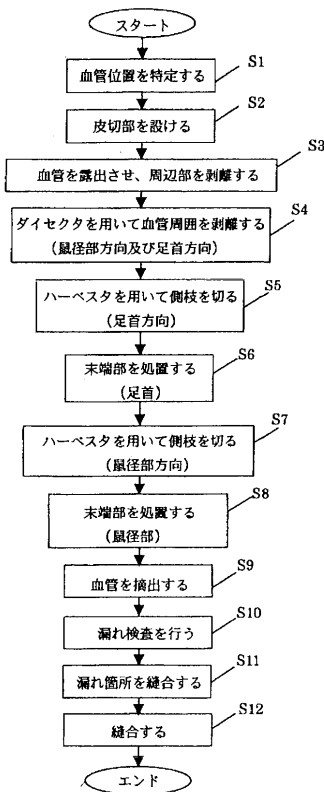 スタート
S1
血管位置を特定する
S2
皮切部を設ける
S3
血管を露出させ、周辺部を剥離する
S4
ダイセクタを用いて血管周囲を剥離する
(鼠径部方向及び足首方向)
S5
ハーベスタを用いて側枝を切る
(足首方向)
S6
末端部を処置する
(足首)
S7
ハーベスタを用いて側枝を切る
(鼠径部方向)
S8
末端部を処置する
(鼠径部)
S9
血管を摘出する
S10
漏れ検査を行う
S11
漏れ箇所を縫合する
S12
縫合する
エンド